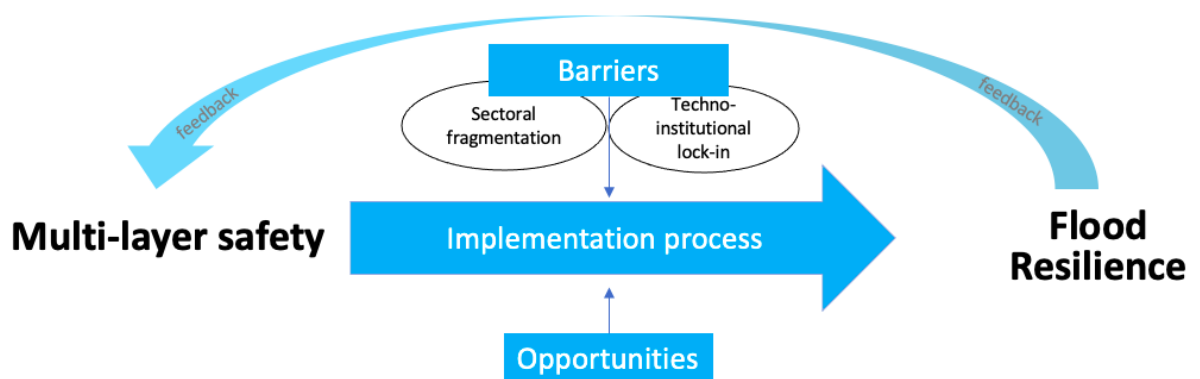 Barriers
feedback
feedback
Sectoral
fragmentation
Techno-
institutional
lock-in
Multi-layer safety
Implementation process
Flood
Resilience
Opportunities